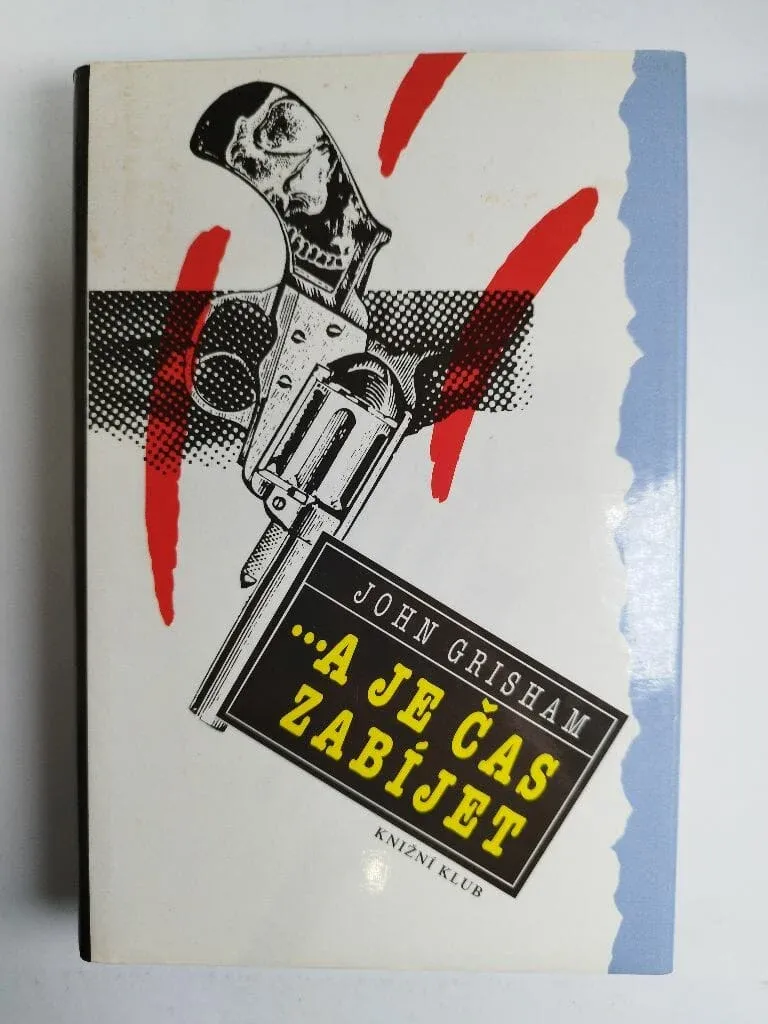 JOHN GRISHAM
...A JE ČAS
ZABÍJET
KNIŽNÍ KLUB